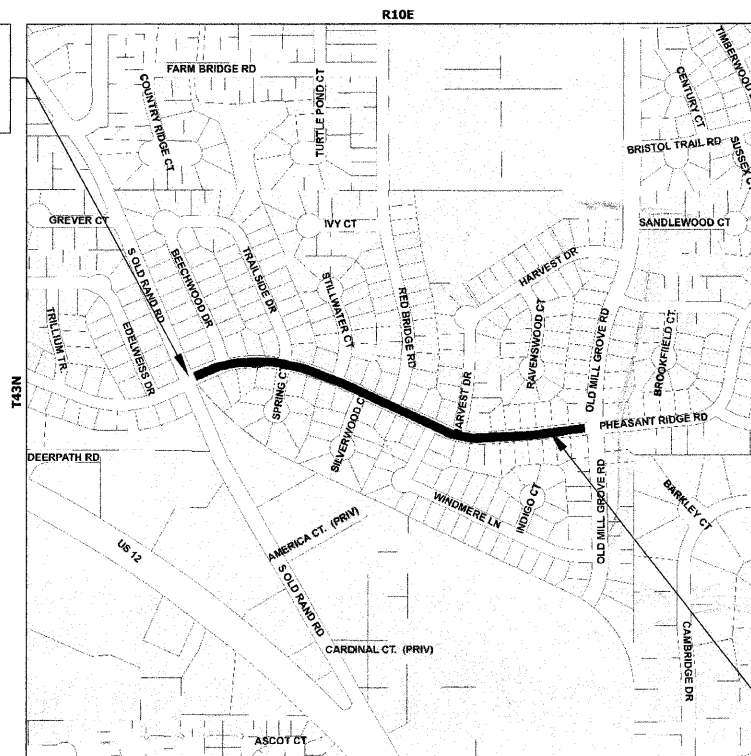 R10E
T43N
FARM BRIDGE RD
COUNTRY RIDGE CT
TURTLE POND CT
CENTURY CT
BRISTOL TRAIL RD
GREVER CT
S OLD RAND RD
BEECHWOOD DR
TRAILSIDE DR
IVY CT
STILLWATER CT
RED BRIDGE RD
HARVEST DR
SANDLEWOOD CT
TRILLIUM TR.
EDELWEISS DR
RAVENSWOOD CT
OLD MILL GROVE RD
BROOKFIELD CT.
HARVEST DR
PHEASANT RIDGE RD
DEERPATH RD
WINDMERE LN
INDIGO CT
OLD MILL GROVE RD
BARKLEY CT
US 12
AMERICA CT. (PRIV)
S OLD RAND RD
CARDINAL CT. (PRIV)
CAMBRIDGE DR
ASCOT CT
SPRING C
SILVERWOOD C
SUSSEX C